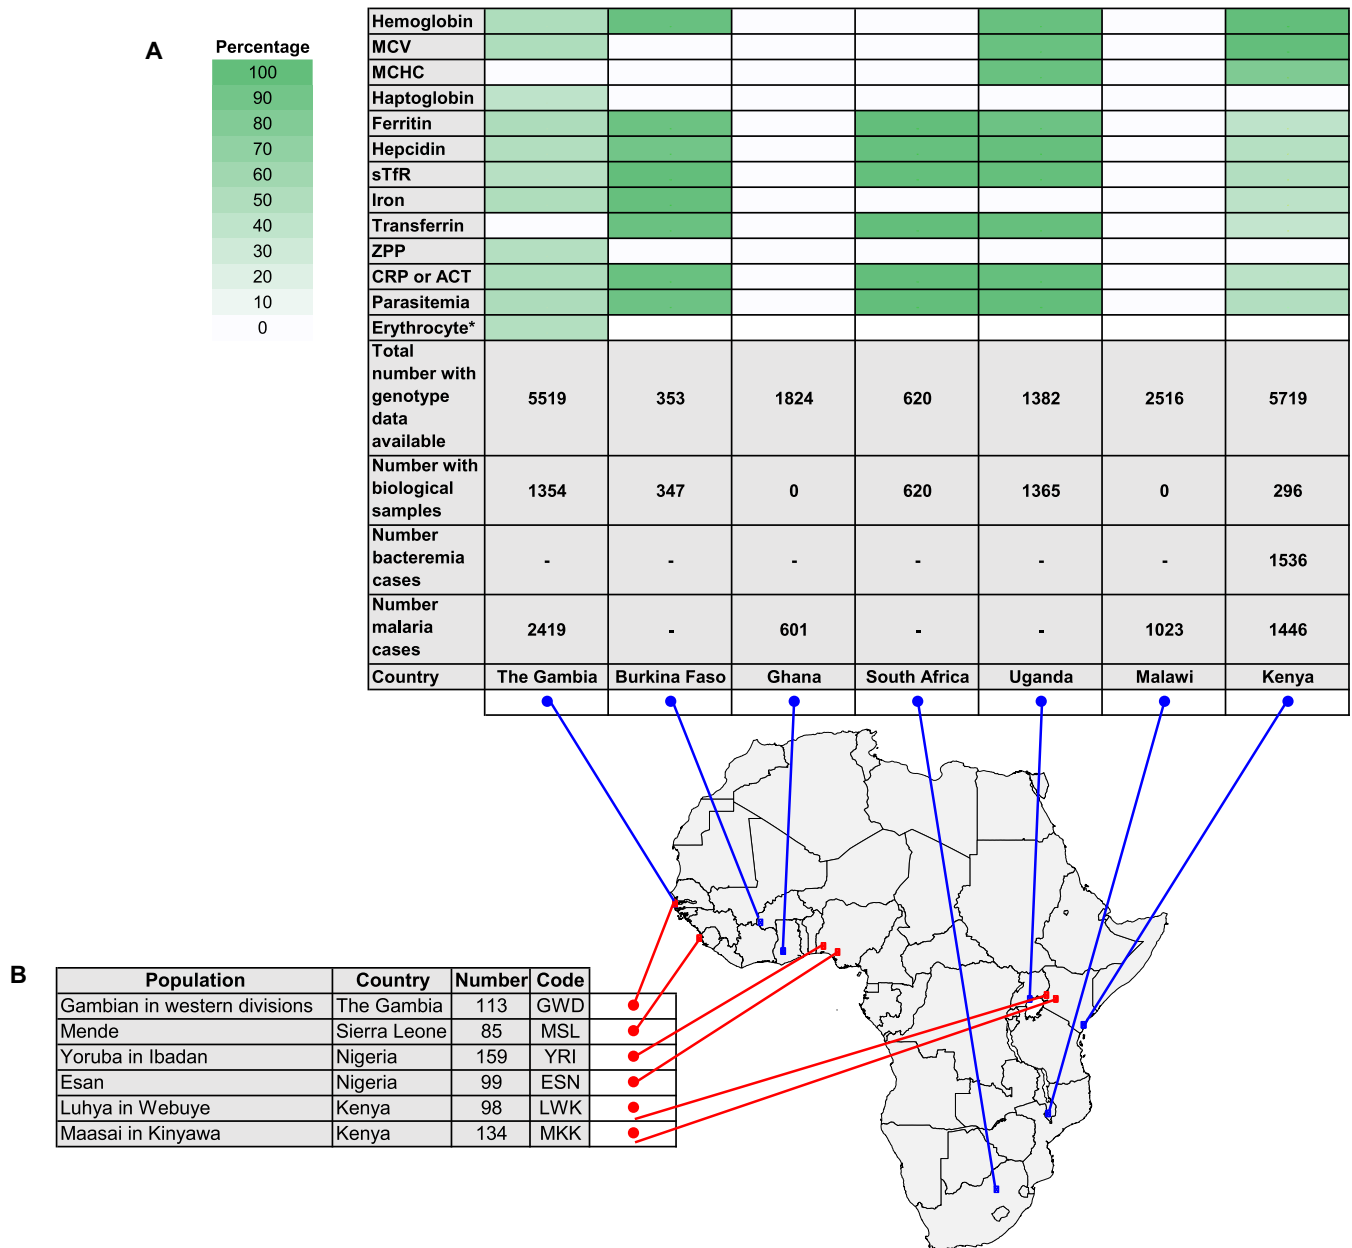 A
Percentage
100
90
80
70
60
50
40
30
20
10
0
Hemoglobin
MCV
MCHC
Haptoglobin
Ferritin
Hepcidin
sTfR
Iron
Transferrin
ZPP
CRP or ACT
Parasitemia
Erythrocyte*
Total
number with
genotype
data
available
5519 353 1824 620 1382 2516 5719
Number with
biological
samples
1354 347 0 620 1365 0 296
Number
bacteremia
cases
- - - - - - 1536
Number
malaria
cases
2419 - 601 - - 1023 1446
Country The Gambia Burkina Faso Ghana South Africa Uganda Malawi Kenya
B
Population Country Number Code
Gambian in western divisions The Gambia 113 GWD
Mende Sierra Leone 85 MSL
Yoruba in Ibadan Nigeria 159 YRI
Esan Nigeria 99 ESN
Luhya in Webuye Kenya 98 LWK
Maasai in Kinyawa Kenya 134 MKK